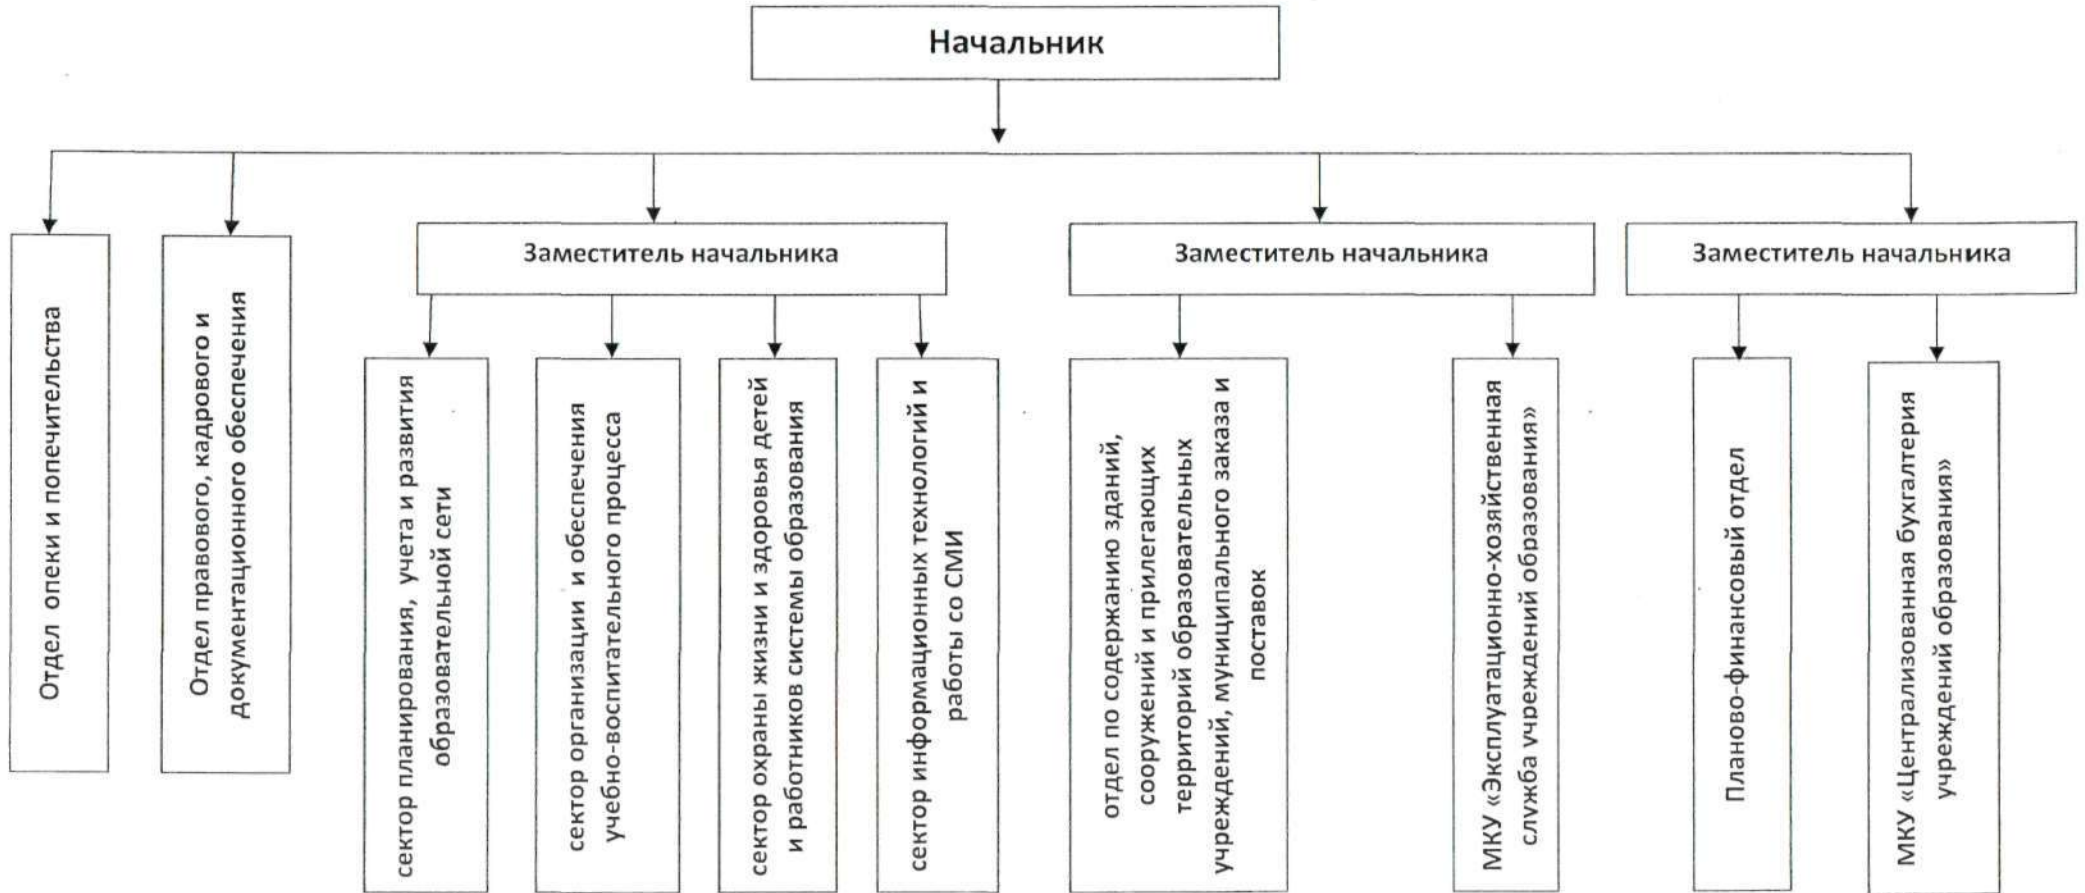 Начальник
Заместитель начальника
Заместитель начальника
Заместитель начальника
Отдел опеки и попечительства
Отдел правового, кадрового и
документационного обеспечения
сектор планирования, учета и развития
образовательной сети
сектор организации и обеспечения
учебно-воспитательного процесса
сектор охраны жизни и здоровья детей
и работников системы образования
сектор информационных технологий и
работы со СМИ
отдел по содержанию зданий,
сооружений и прилегающих
территорий образовательных
учреждений, муниципального заказа и
поставок
МКУ «Эксплуатационно-хозяйственная
служба учреждений образования»
Планово-финансовый отдел
МКУ «Централизованная бухгалтерия
учреждений образования»